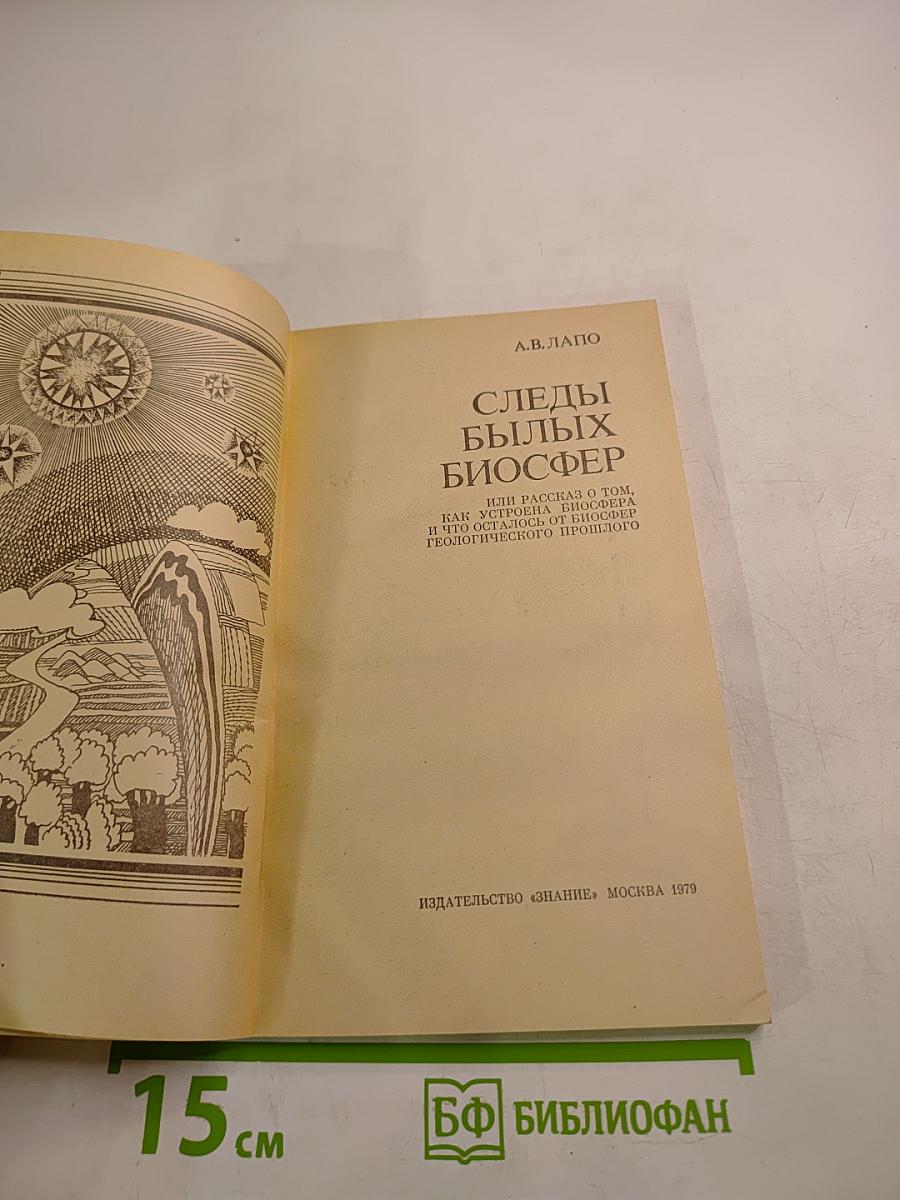 А.В. ЛАПО
СЛЕДЫ
БЫЛЫХ
БИОСФЕР
ИЛИ РАССКАЗ О ТОМ,
КАК УСТРОЕНА БИОСФЕРА
И ЧТО ОСТАЛОСЬ ОТ БИОСФЕР
ГЕОЛОГИЧЕСКОГО ПРОШЛОГО
ИЗДАТЕЛЬСТВО «ЗНАНИЕ» МОСКВА 1979
15 см
БФ БИБЛИОФАН